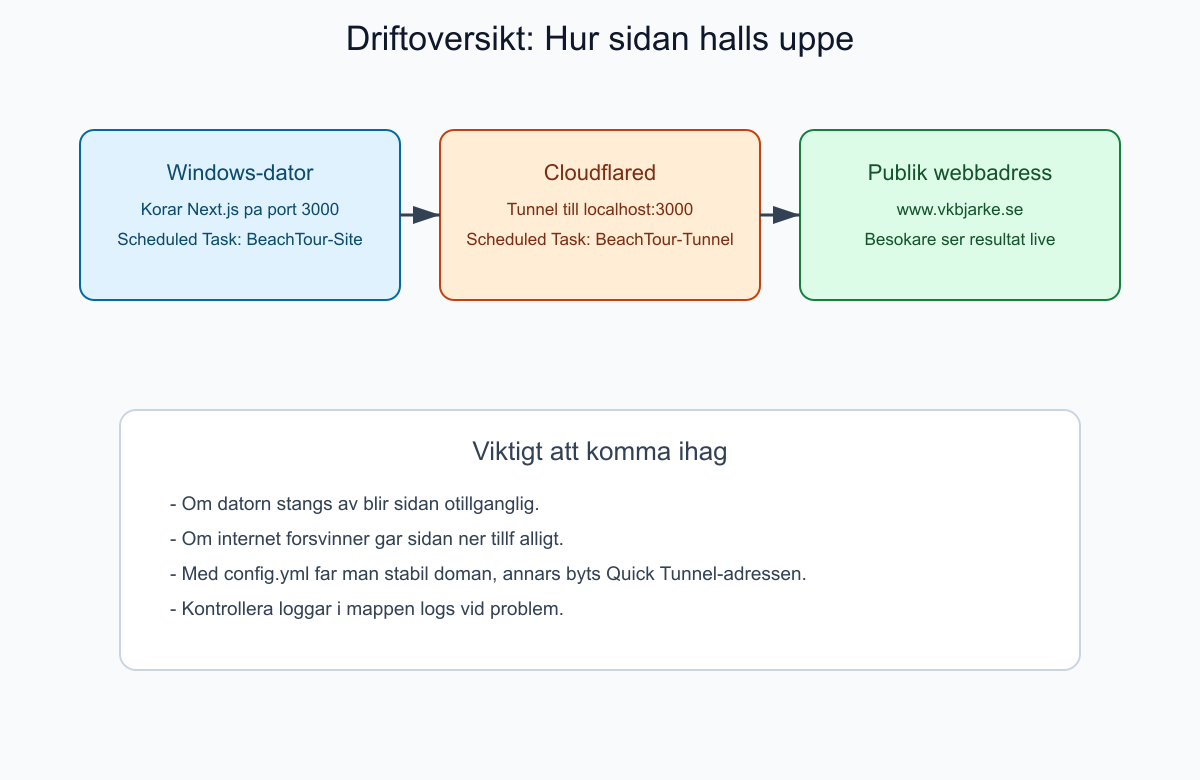 Driftoversikt: Hur sidan halls uppe
Windows-dator
Korar Next.js pa port 3000
Scheduled Task: BeachTour-Site
Cloudflared
Tunnel till localhost:3000
Scheduled Task: BeachTour-Tunnel
Publik webbadress
www.vkbjarke.se
Besokare ser resultat live
Viktigt att komma ihag
- Om datorn stangs av blir sidan otillganglig.
- Om internet forsvinner gar sidan ner tillf alligt.
- Med config.yml far man stabil doman, annars byts Quick Tunnel-adressen.
- Kontrollera loggar i mappen logs vid problem.